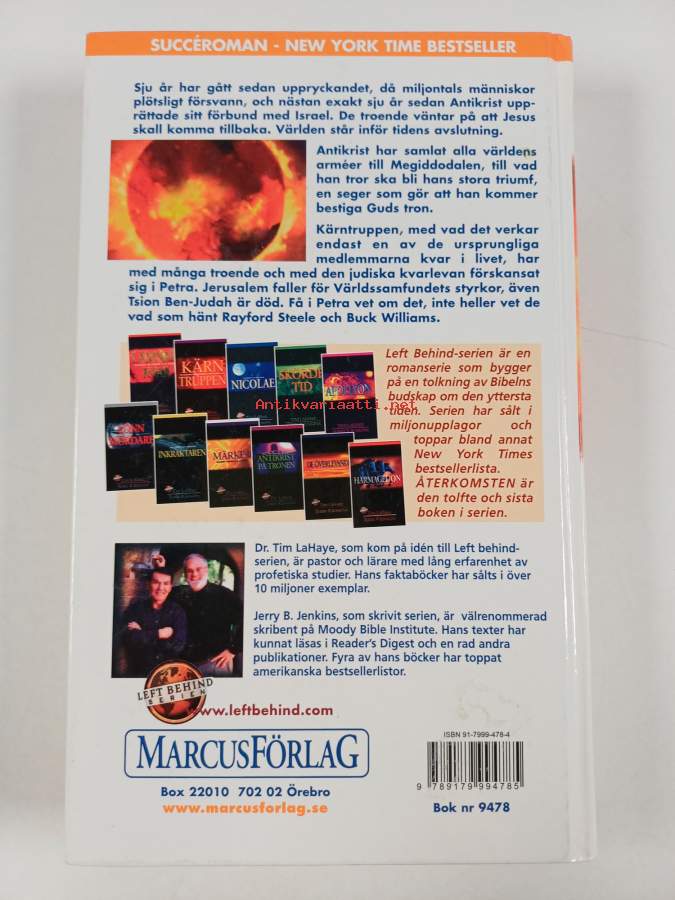 SUCCÉROMAN - NEW YORK TIME BESTSELLER
Sju år har gått sedan uppryckandet, då miljontals människor
plötsligt försvann, och nästan exakt sju år sedan Antikrist upp-
rättade sitt förbund med Israel. De troende väntar på att Jesus
skall komma tillbaka. Världen står inför tidens avslutning.
Antikrist har samlat alla världens
arméer till Megiddodalen, till vad
han tror ska bli hans stora triumf,
en seger som gör att han kommer
bestiga Guds tron.
Kärntruppen, med vad det verkar
endast en av de ursprungliga
medlemmarna kvar i livet, har
med många troende och med den judiska kvarlevan förskansat
sig i Petra. Jerusalem faller för Världssamfundets styrkor, även
Tsion Ben-Judah är död. Få i Petra vet om det, inte heller vet de
vad som hänt Rayford Steele och Buck Williams.
KÄRN-
TRUPPEN
NICOLAE
SKÖRDE
TID
APOLLYON
INKRÄKTAREN
MÄRKET
ANTIKRIST
PÅ TRONEN
HARMAGEDON
Antikvariaatti.net
Left Behind-serien är en
romanserie som bygger
på en tolkning av Bibelns
budskap om den yttersta
tiden. Serien har sålt i
miljonupplagor och
toppar bland annat
New York Times
bestsellerlista.
ÅTERKOMSTEN är
den tolfte och sista
boken i serien.
Dr. Tim LaHaye, som kom på idén till Left behind-
serien, är pastor och lärare med lång erfarenhet av
profetiska studier. Hans faktaböcker har sålts i över
10 miljoner exemplar.
Jerry B. Jenkins, som skrivit serien, är välrenommerad
skribent på Moody Bible Institute. Hans texter har
kunnat läsas i Reader's Digest och en rad andra
publikationer. Fyra av hans böcker har toppat
amerikanska bestsellerlistor.
LEFT BEHIND
SERIEN
www.leftbehind.com
MARCUSFÖRLAG
Box 22010 702 02 Örebro
www.marcusforlag.se
ISBN 91-7999-478-4
9 789179 994785
Bok nr 9478